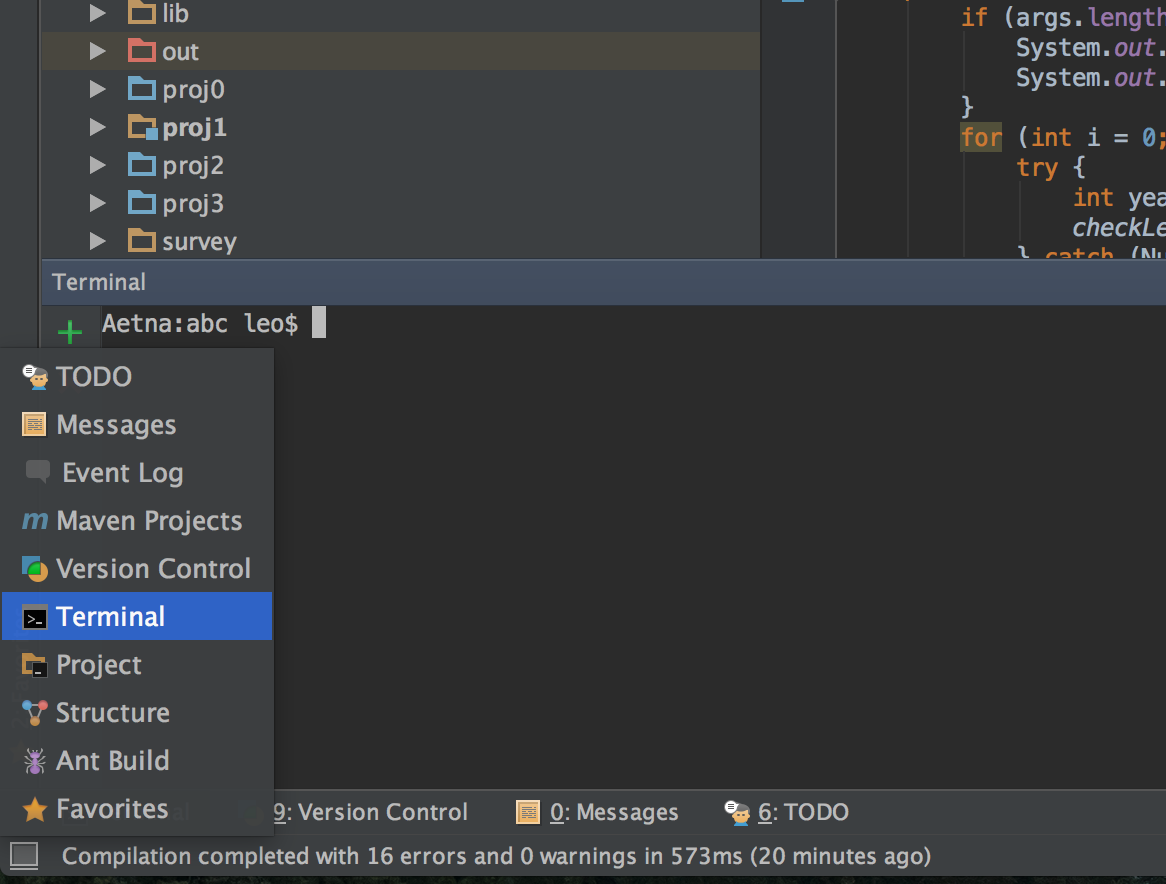 lib
out
proj0
proj1
proj2
proj3
survey
if (args.length
System.out.
System.out.
}
for (int i = 0;
try {
int yea
checkLe
} catch (Nu
Terminal
Aetna:abc leo$
TODO
Messages
Event Log
Maven Projects
Version Control
Terminal
Project
Structure
Ant Build
Favorites
9: Version Control
0: Messages
6: TODO
Compilation completed with 16 errors and 0 warnings in 573ms (20 minutes ago)